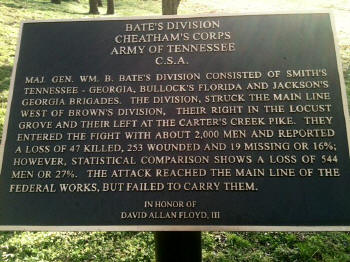 BATE'S DIVISION
CHEATHAM'S CORPS
ARMY OF TENNESSEE
C.S.A.
MAJ. GEN. WM. B. BATE'S DIVISION CONSISTED OF SMITH'S
TENNESSEE - GEORGIA, BULLOCK'S FLORIDA AND JACKSON'S
GEORGIA BRIGADES. THE DIVISION, STRUCK THE MAIN LINE
WEST OF BROWN'S DIVISION, THEIR RIGHT IN THE LOCUST
GROVE AND THEIR LEFT AT THE CARTER'S CREEK PIKE. THEY
ENTERED THE FIGHT WITH ABOUT 2,000 MEN AND REPORTED
A LOSS OF 47 KILLED, 253 WOUNDED AND 19 MISSING OR 16%;
HOWEVER, STATISTICAL COMPARISON SHOWS A LOSS OF 544
MEN OR 27%. THE ATTACK REACHED THE MAIN LINE OF THE
FEDERAL WORKS, BUT FAILED TO CARRY THEM.
IN HONOR OF
DAVID ALLAN FLOYD, III